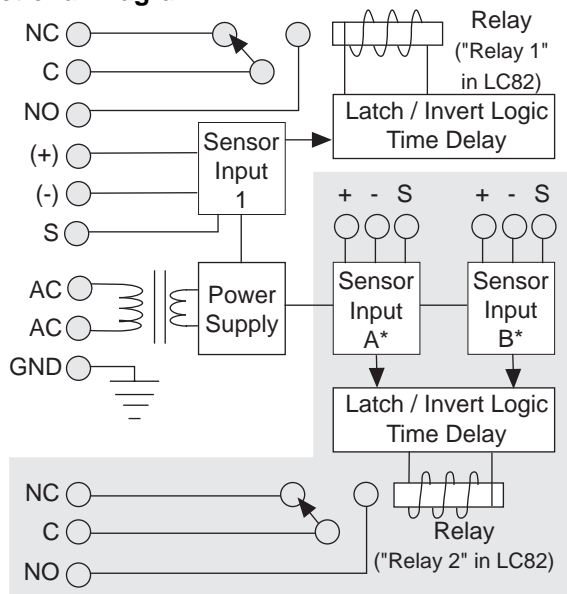 NC
C
NO
(+)
(-)
S
AC
AC
GND
Sensor
Input
1
Power
Supply
Relay
("Relay 1"
in LC82)
Latch / Invert Logic
Time Delay
+ - S
+ - S
Sensor
Input
A*
Sensor
Input
B*
Latch / Invert Logic
Time Delay
Relay
("Relay 2" in LC82)
NC
C
NO